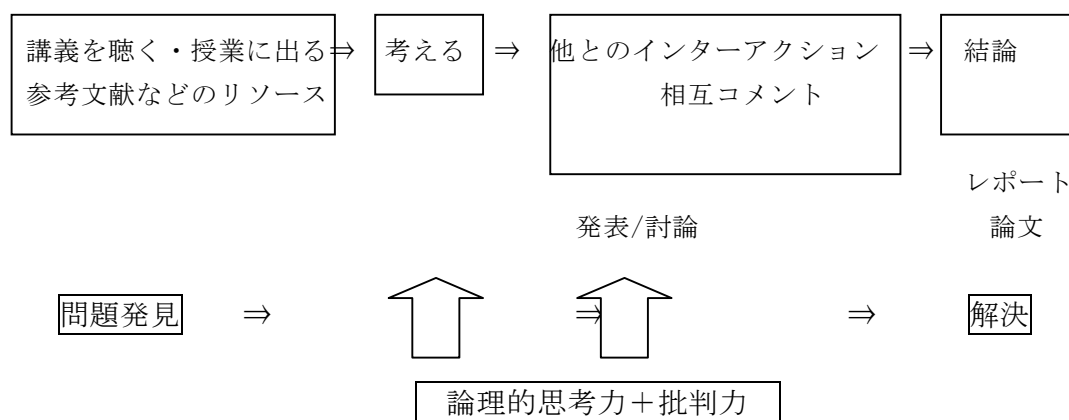 講義を聴く・授業に出る⇒ 考える ⇒ 他とのインターアクション ⇒ 結論
参考文献などのリソース 相互コメント
レポート
発表/討論 論文
問題発見 ⇒ ⇒ ⇒ 解決
論理的思考力＋批判力